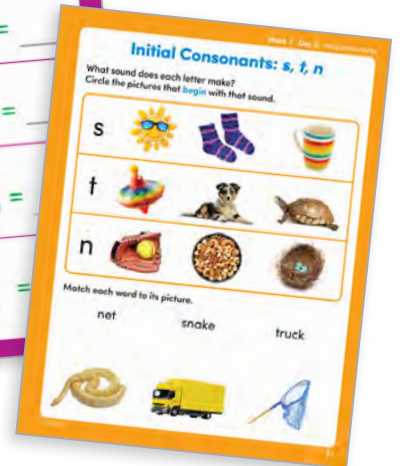 Initial Consonants: s, t, n
What sound does each letter make?
Circle the pictures that begin with that sound.
s
t
n
Match each word to its picture.
net snake truck
=
=
=
=